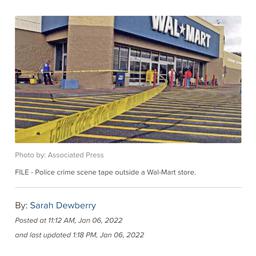 WAL★MART
Photo by: Associated Press
FILE - Police crime scene tape outside a Wal-Mart store.
By: Sarah Dewberry
Posted at 11:12 AM, Jan 06, 2022
and last updated 1:18 PM, Jan 06, 2022